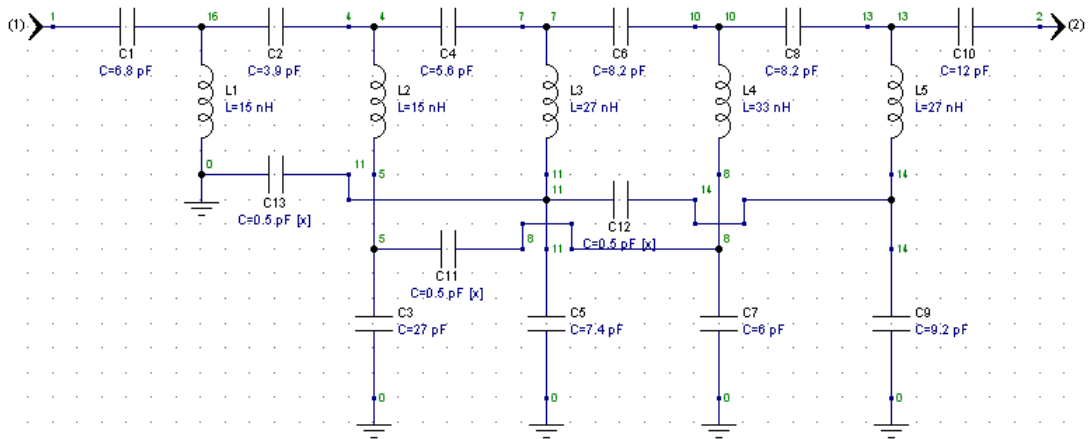 1 16 4 4 7 7 10 10 13 13 2
(1) (2)
C1 C2 C4 C6 C8 C10
C=6.8 pF C=3.9 pF C=5.6 pF C=8.2 pF C=8.2 pF C=12 pF
L1 L2 L3 L4 L5
L=15 nH L=15 nH L=27 nH L=33 nH L=27 nH
0 11 5 11 8 14
11 14
C13 C12
C=0.5 pF [x] C=0.5 pF [x]
5 8 11 8 14
C11
C=0.5 pF [x]
C3 C5 C7 C9
C=27 pF C=7.4 pF C=6 pF C=9.2 pF
0 0 0 0